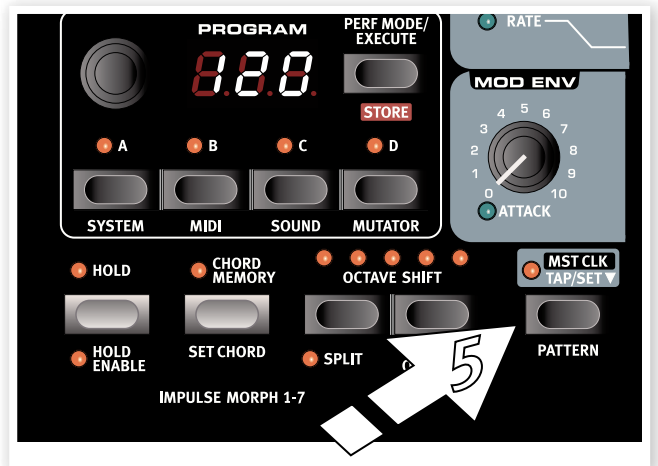 PROGRAM
PERF MODE/
EXECUTE
128
STORE
A
B
C
D
SYSTEM
MIDI
SOUND
MUTATOR
RATE
MOD ENV
0 1 2 3 4 5 6 7 8 9 10
ATTACK
HOLD
CHORD
MEMORY
OCTAVE SHIFT
MST CLK
TAP/SET▼
HOLD
ENABLE
SET CHORD
SPLIT
5
PATTERN
IMPULSE MORPH 1-7